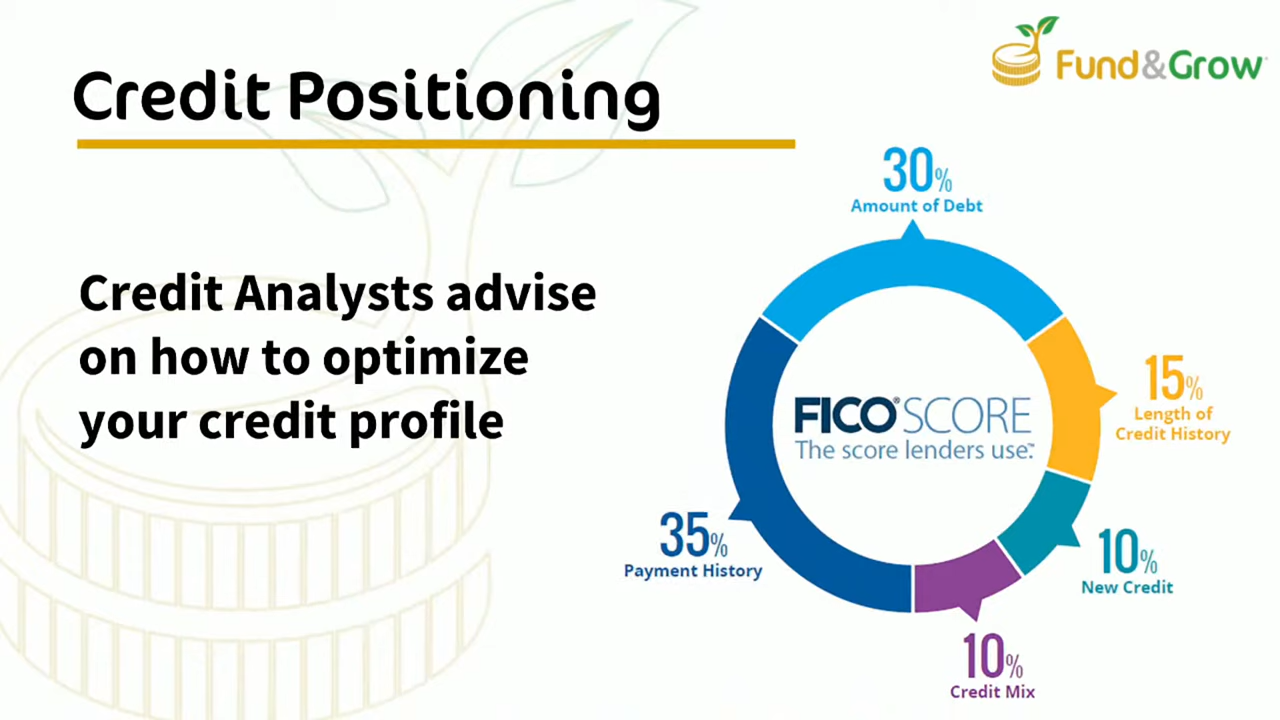 Fund&Grow
Credit Positioning
Credit Analysts advise
on how to optimize
your credit profile
30%
Amount of Debt
15%
Length of
Credit History
FICO® SCORE
The score lenders use.™
35%
Payment History
10%
New Credit
10%
Credit Mix